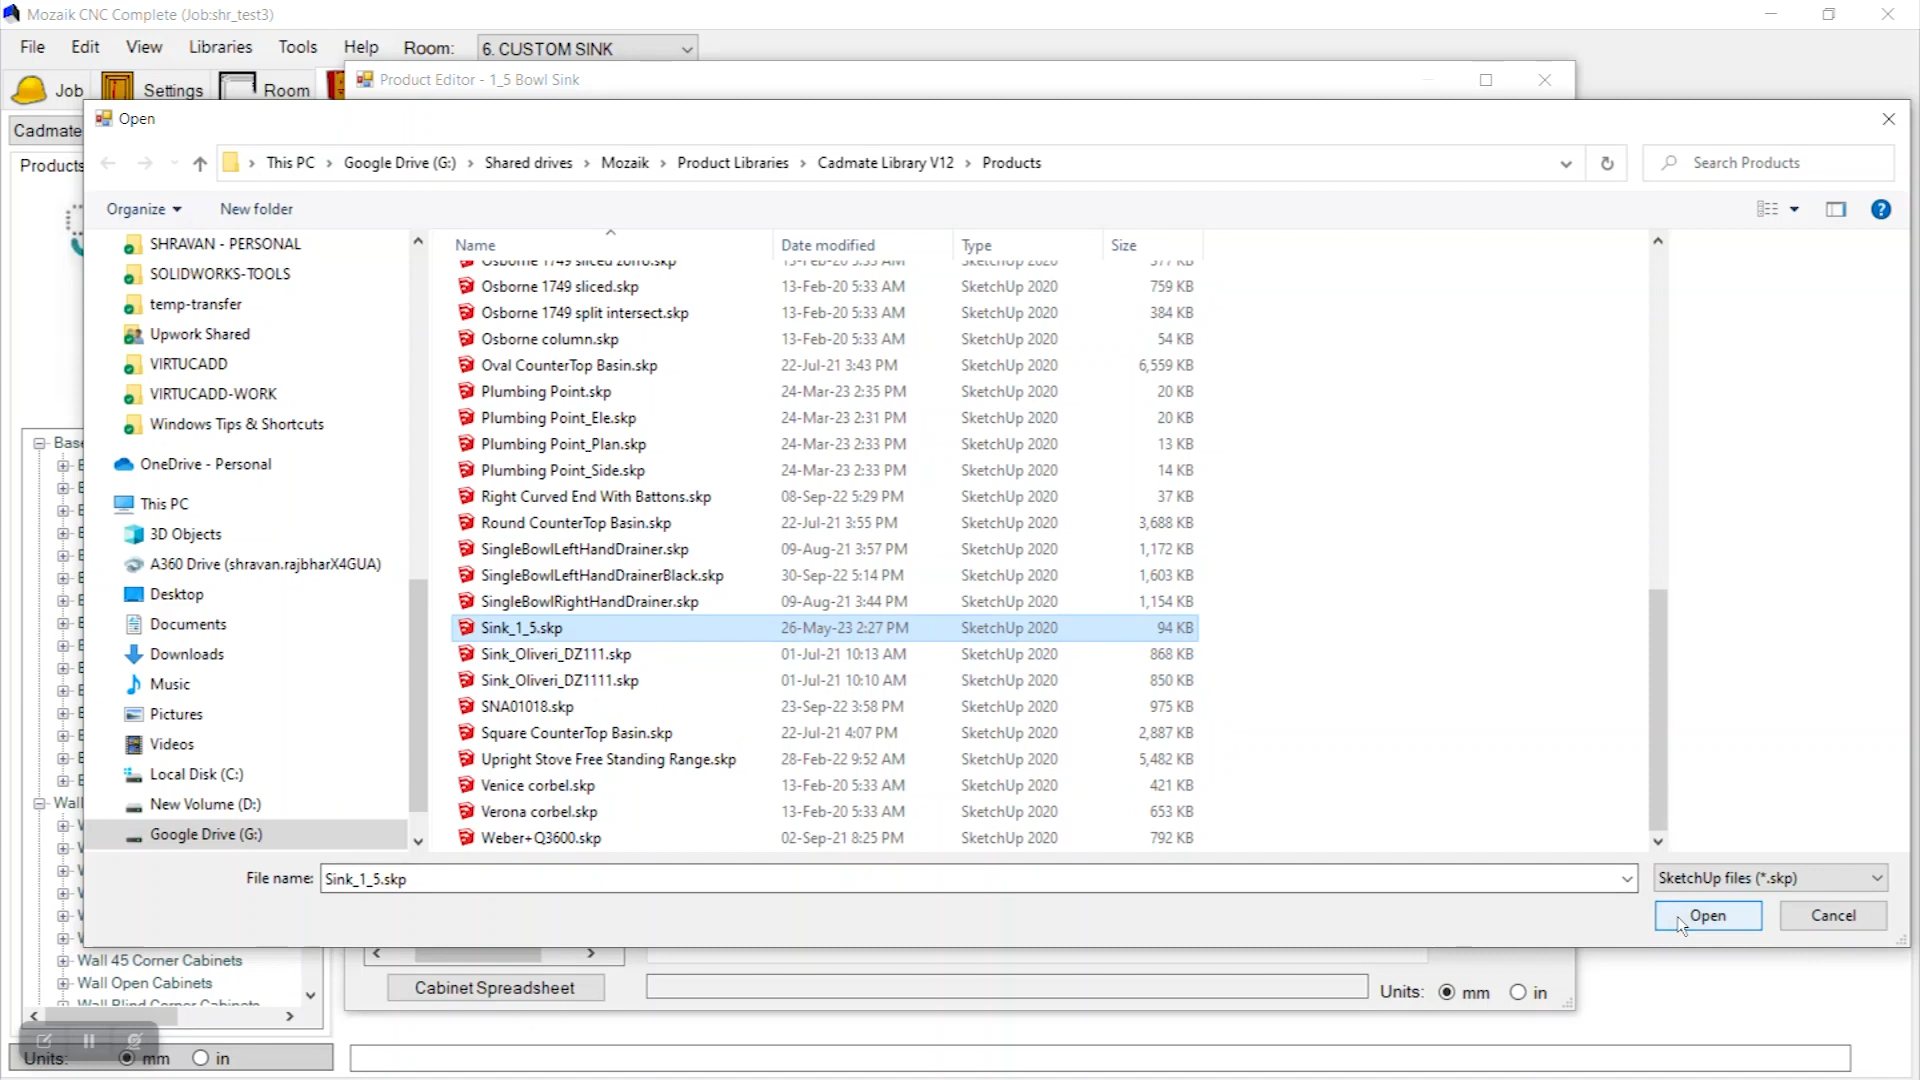 Mozaik CNC Complete (Job:shr_test3)
File Edit View Libraries Tools Help Room: 6. CUSTOM SINK
Job Settings Room
Product Editor - 1_5 Bowl Sink
Cadmate
Products
Open
This PC › Google Drive (G:) › Shared drives › Mozaik › Product Libraries › Cadmate Library V12 › Products
Search Products
Organize New folder
SHRAVAN - PERSONAL
SOLIDWORKS-TOOLS
temp-transfer
Upwork Shared
VIRTUCADD
VIRTUCADD-WORK
Windows Tips & Shortcuts
OneDrive - Personal
This PC
3D Objects
A360 Drive (shravan.rajbharX4GUA)
Desktop
Documents
Downloads
Music
Pictures
Videos
Local Disk (C:)
New Volume (D:)
Google Drive (G:)
Name Date modified Type Size
Osborne 1749 sliced zorro.skp 13-Feb-20 5:33 AM SketchUp 2020 377 KB
Osborne 1749 sliced.skp 13-Feb-20 5:33 AM SketchUp 2020 759 KB
Osborne 1749 split intersect.skp 13-Feb-20 5:33 AM SketchUp 2020 384 KB
Osborne column.skp 13-Feb-20 5:33 AM SketchUp 2020 54 KB
Oval CounterTop Basin.skp 22-Jul-21 3:43 PM SketchUp 2020 6,559 KB
Plumbing Point.skp 24-Mar-23 2:35 PM SketchUp 2020 20 KB
Plumbing Point_Ele.skp 24-Mar-23 2:31 PM SketchUp 2020 20 KB
Plumbing Point_Plan.skp 24-Mar-23 2:33 PM SketchUp 2020 13 KB
Plumbing Point_Side.skp 24-Mar-23 2:33 PM SketchUp 2020 14 KB
Right Curved End With Battons.skp 08-Sep-22 5:29 PM SketchUp 2020 37 KB
Round CounterTop Basin.skp 22-Jul-21 3:55 PM SketchUp 2020 3,688 KB
SingleBowlLeftHandDrainer.skp 09-Aug-21 3:57 PM SketchUp 2020 1,172 KB
SingleBowlLeftHandDrainerBlack.skp 30-Sep-22 5:14 PM SketchUp 2020 1,603 KB
SingleBowlRightHandDrainer.skp 09-Aug-21 3:44 PM SketchUp 2020 1,154 KB
Sink_1_5.skp 26-May-23 2:27 PM SketchUp 2020 94 KB
Sink_Oliveri_DZ111.skp 01-Jul-21 10:13 AM SketchUp 2020 868 KB
Sink_Oliveri_DZ1111.skp 01-Jul-21 10:10 AM SketchUp 2020 850 KB
SNA01018.skp 23-Sep-22 3:58 PM SketchUp 2020 975 KB
Square CounterTop Basin.skp 22-Jul-21 4:07 PM SketchUp 2020 2,887 KB
Upright Stove Free Standing Range.skp 28-Feb-22 9:52 AM SketchUp 2020 5,482 KB
Venice corbel.skp 13-Feb-20 5:33 AM SketchUp 2020 421 KB
Verona corbel.skp 13-Feb-20 5:33 AM SketchUp 2020 653 KB
Weber+Q3600.skp 02-Sep-21 8:25 PM SketchUp 2020 792 KB
Base
Wall
File name: Sink_1_5.skp
SketchUp files (*.skp)
Open Cancel
Wall 45 Corner Cabinets
Wall Open Cabinets
Wall Blind Corner Cabinets
Cabinet Spreadsheet
Units: mm in
Units: mm in